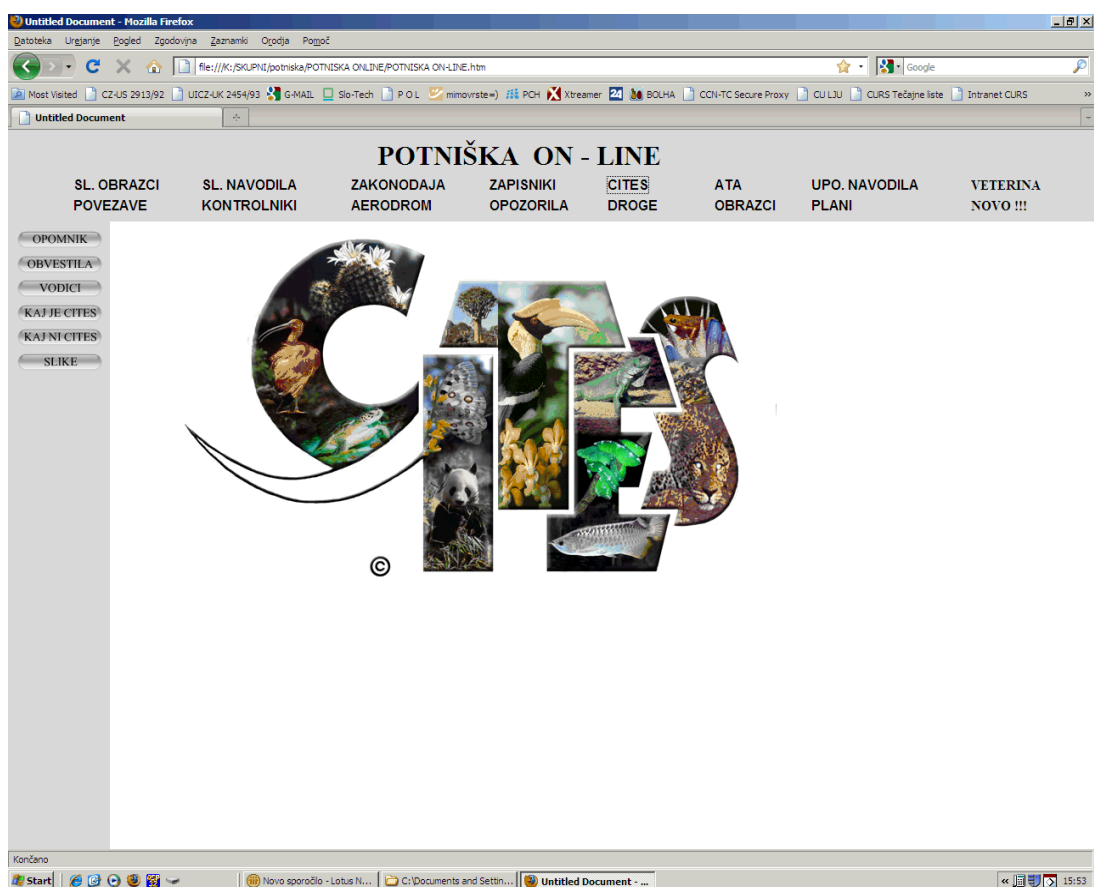 Untitled Document - Mozilla Firefox
Datoteka Urejanje Pogled Zgodovina Zaznamki Orodja Pomoč
file:///K:/SKUPNI/potniska/POTNISKA ONLINE/POTNISKA ON-LINE.htm
Google
Most Visited CZ-US 2913/92 UICZ-UK 2454/93 G-MAIL Slo-Tech P O L mimovrste=) PCH Xtreamer 24 BOLHA CCN-TC Secure Proxy CU LJU CURS Tečajne liste Intranet CURS »
Untitled Document
POTNIŠKA ON - LINE
SL. OBRAZCI SL. NAVODILA ZAKONODAJA ZAPISNIKI CITES ATA UPO. NAVODILA VETERINA
POVEZAVE KONTROLNIKI AERODROM OPOZORILA DROGE OBRAZCI PLANI NOVO !!!
OPOMNIK
OBVESTILA
VODICI
KAJ JE CITES
KAJ NI CITES
SLIKE
CITES
©
Končano
Start Novo sporočilo - Lotus N... C:\Documents and Settin... Untitled Document - ... « 15:53